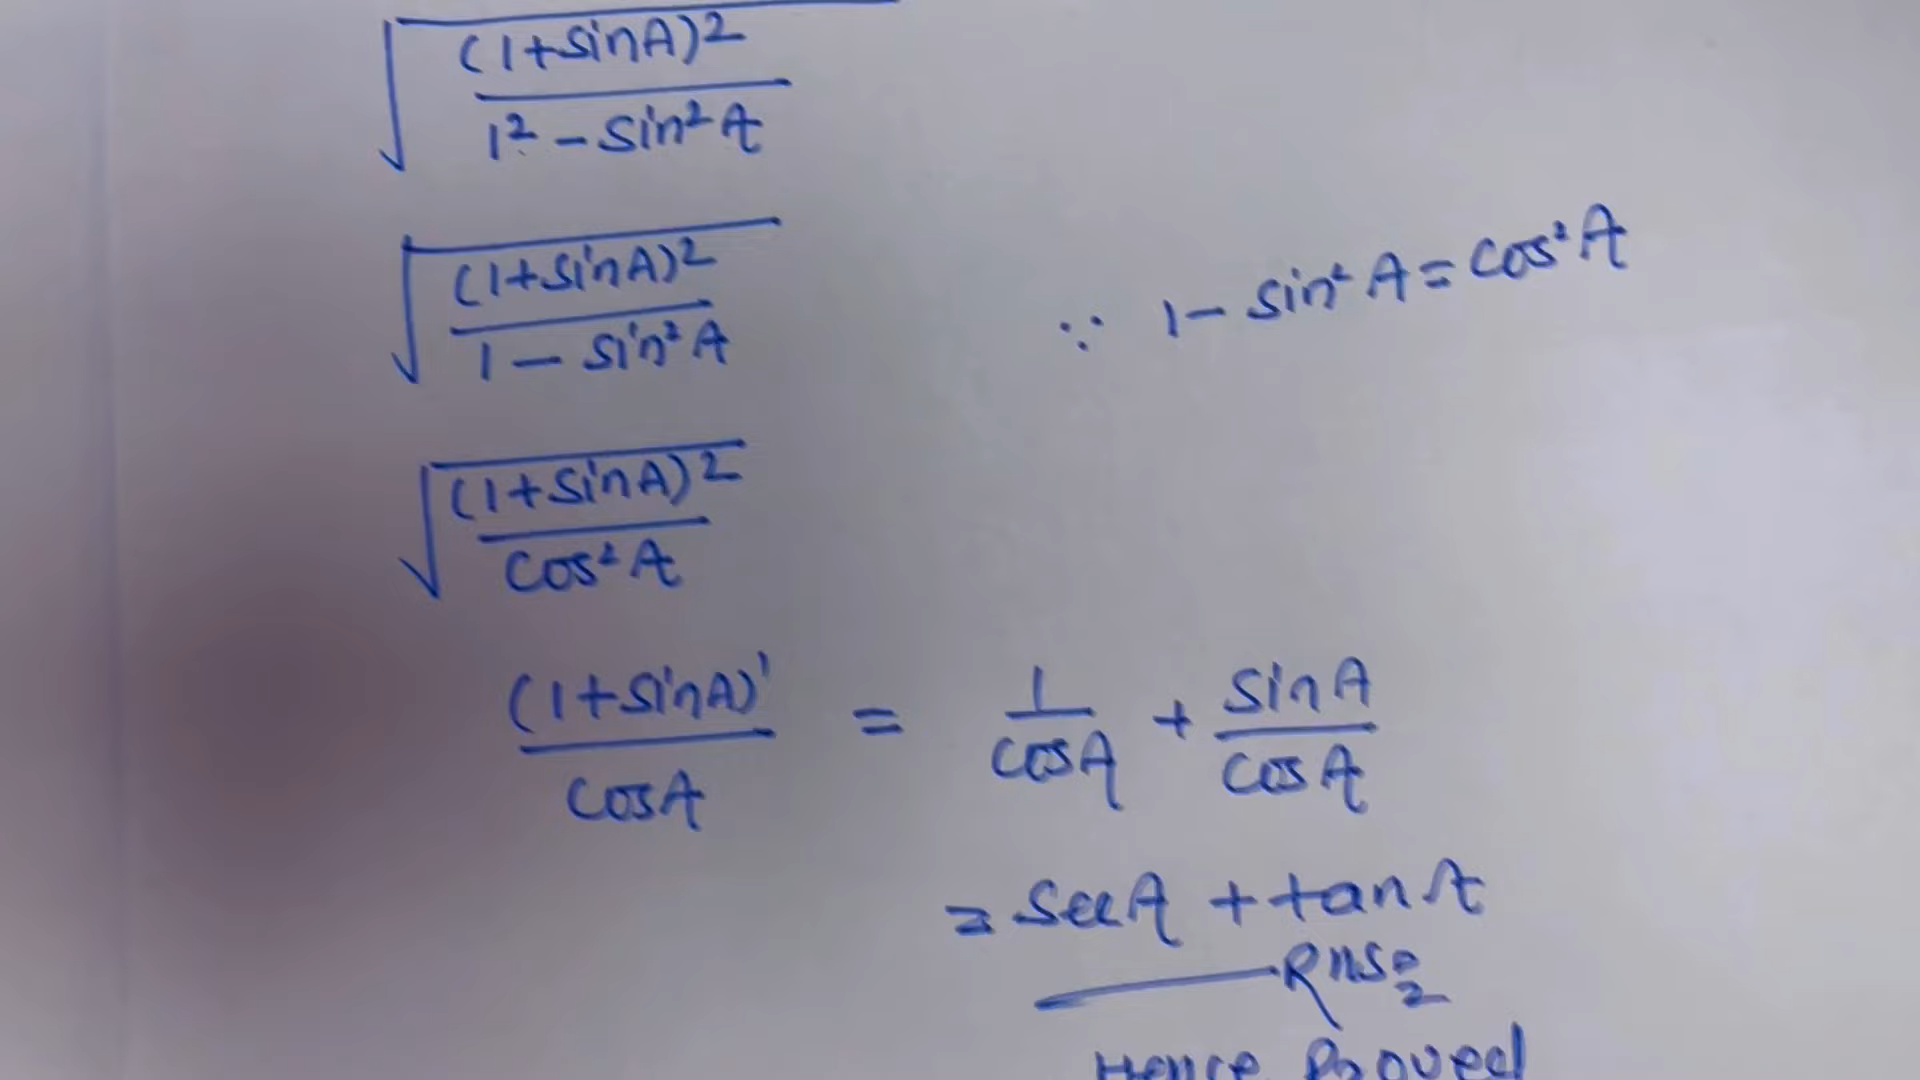 √((1+sinA)²/(1² - sin²A))
√((1+sinA)²/(1 - sin²A)) ∵ 1 - sin²A = cos²A
√((1+sinA)²/cos²A)
(1+sinA)'/cosA = 1/cosA + sinA/cosA
= secA + tanA
RHS
Hence Proved